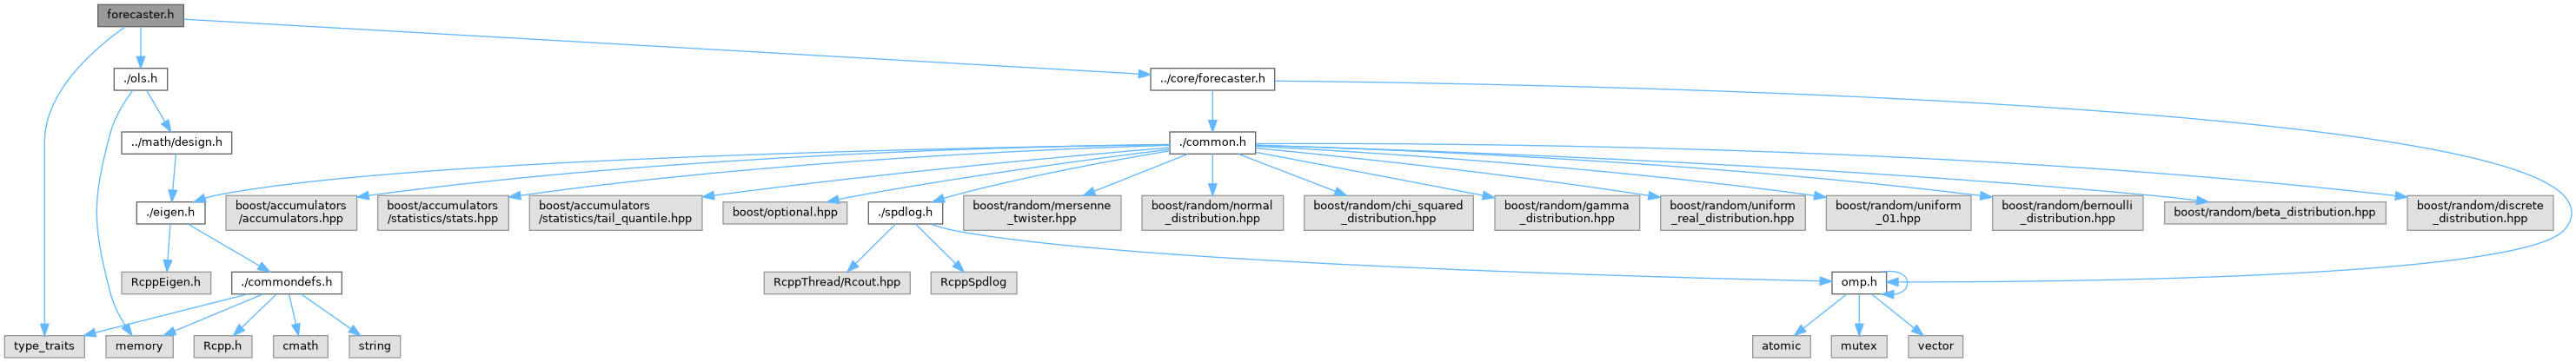 forecaster.h
./ols.h
../core/forecaster.h
../math/design.h
./common.h
./eigen.h
boost/accumulators
/accumulators.hpp
boost/accumulators
/statistics/stats.hpp
boost/accumulators
/statistics/tail_quantile.hpp
boost/optional.hpp
./spdlog.h
boost/random/mersenne
_twister.hpp
boost/random/normal
_distribution.hpp
boost/random/chi_squared
_distribution.hpp
boost/random/gamma
_distribution.hpp
boost/random/uniform
_real_distribution.hpp
boost/random/uniform
_01.hpp
boost/random/bernoulli
_distribution.hpp
boost/random/beta_distribution.hpp
boost/random/discrete
_distribution.hpp
RcppEigen.h
./commondefs.h
RcppThread/Rcout.hpp
RcppSpdlog
omp.h
type_traits
memory
Rcpp.h
cmath
string
atomic
mutex
vector